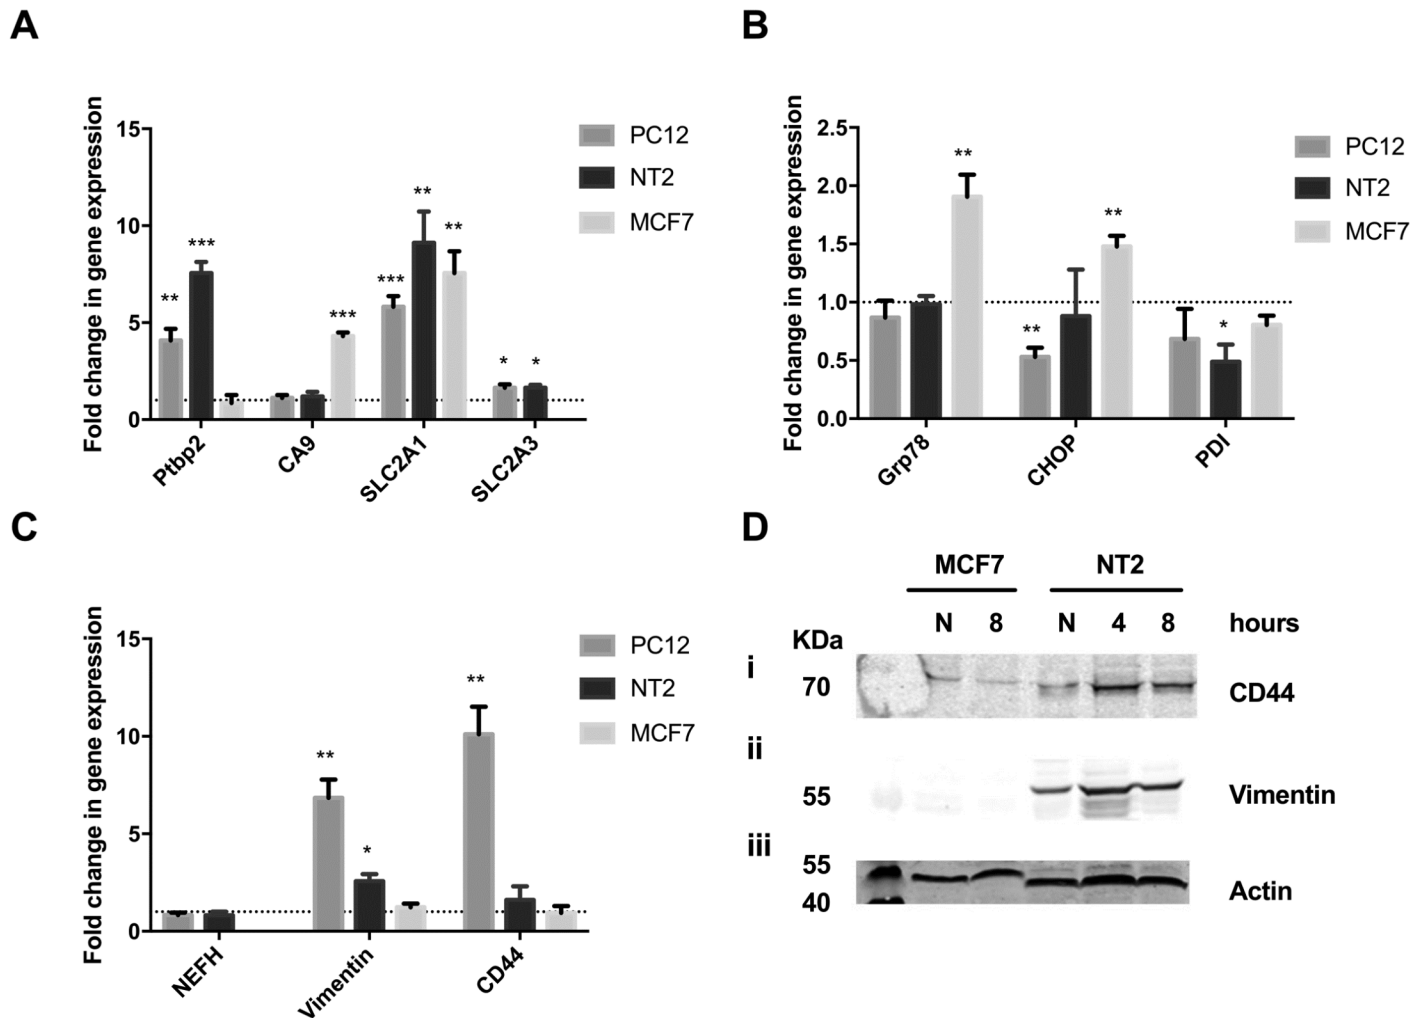 A
Fold change in gene expression
15
10
5
0
**
***
***
***
**
**
*
*
Ptbp2
CA9
SLC2A1
SLC2A3
PC12
NT2
MCF7
B
Fold change in gene expression
2.5
2.0
1.5
1.0
0.5
0.0
**
**
**
*
Grp78
CHOP
PDI
PC12
NT2
MCF7
C
Fold change in gene expression
15
10
5
0
**
*
**
NEFH
Vimentin
CD44
PC12
NT2
MCF7
D
MCF7 NT2
N 8 N 4 8 hours
KDa
i
70
CD44
ii
55
Vimentin
iii
55
40
Actin